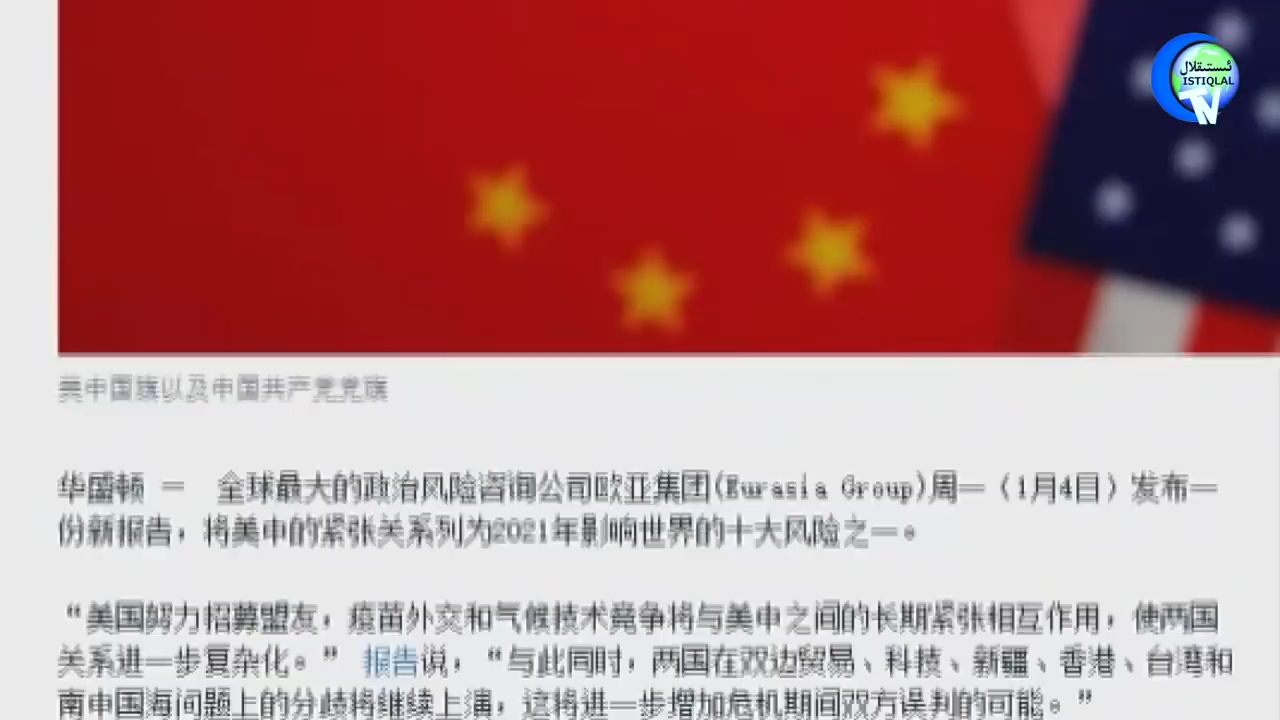 ئىستىقلال
ISTIQLAL
TV
美中国旗以及中国共产党党旗
华盛顿 — 全球最大的政治风险咨询公司欧亚集团(Eurasia Group)周一（1月4日）发布一
份新报告，将美中的紧张关系列为2021年影响世界的十大风险之一。
“美国努力招募盟友，疫苗外交和气候技术竞争将与美中之间的长期紧张相互作用，使两国
关系进一步复杂化。” 报告说，“与此同时，两国在双边贸易、科技、新疆、香港、台湾和
南中国海问题上的分歧将继续上演，这将进一步增加危机期间双方误判的可能。”